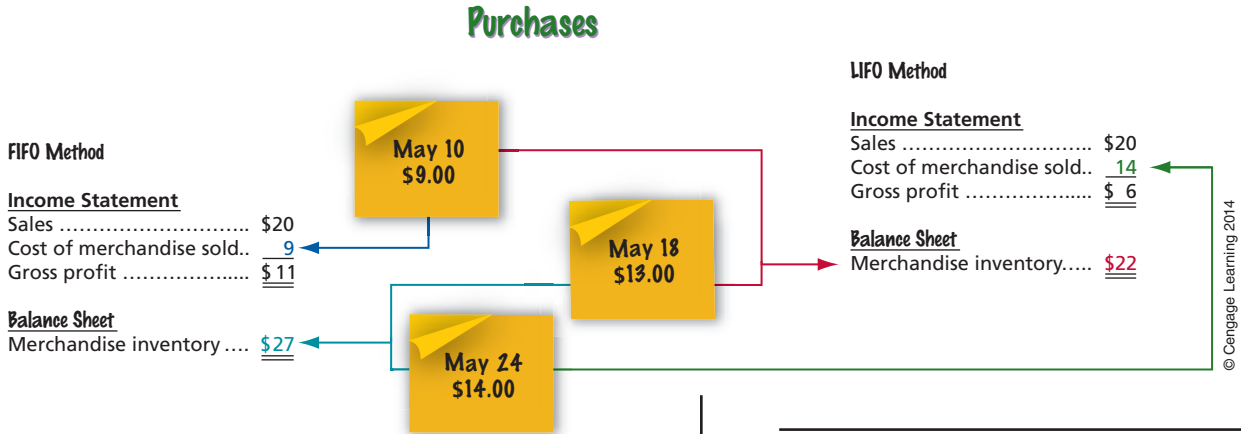 Purchases
FIFO Method
Income Statement
Sales ............................ $20
Cost of merchandise sold.. 9
Gross profit ...................... $ 11
Balance Sheet
Merchandise inventory .... $27
May 10
$9.00
May 18
$13.00
May 24
$14.00
LIFO Method
Income Statement
Sales ............................ $20
Cost of merchandise sold.. 14
Gross profit ...................... $ 6
Balance Sheet
Merchandise inventory..... $22
© Cengage Learning 2014